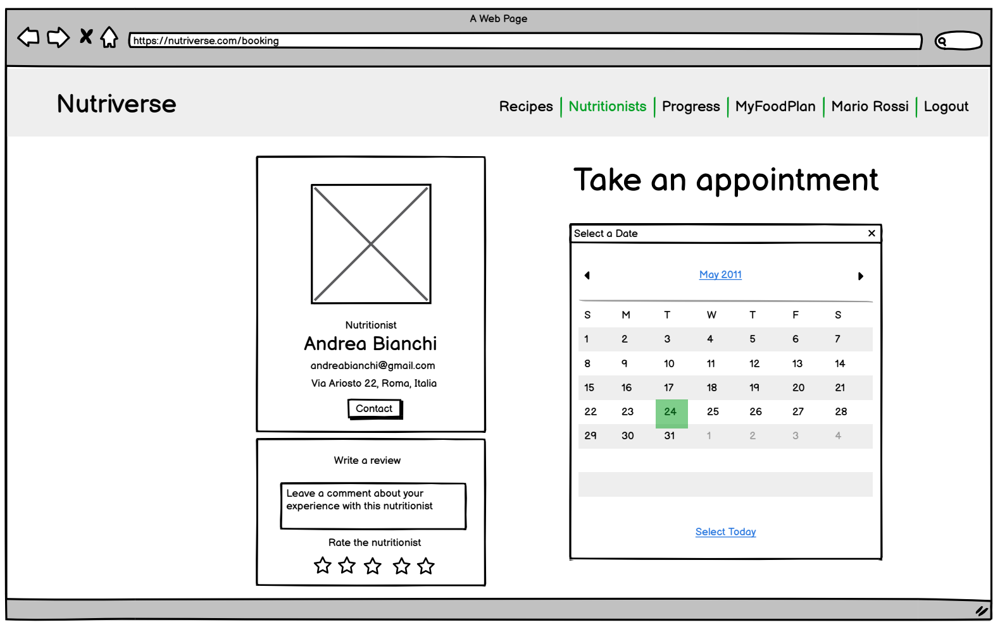 A Web Page
https://nutriverse.com/booking
Nutriverse
Recipes Nutritionists Progress MyFoodPlan Mario Rossi Logout
Nutritionist
Andrea Bianchi
andreabianchi@gmail.com
Via Ariosto 22, Roma, Italia
Contact
Write a review
Leave a comment about your
experience with this nutritionist
Rate the nutritionist
Take an appointment
Select a Date
May 2011
S M T W T F S
1 2 3 4 5 6 7
8 9 10 11 12 13 14
15 16 17 18 19 20 21
22 23 24 25 26 27 28
29 30 31 1 2 3 4
Select Today